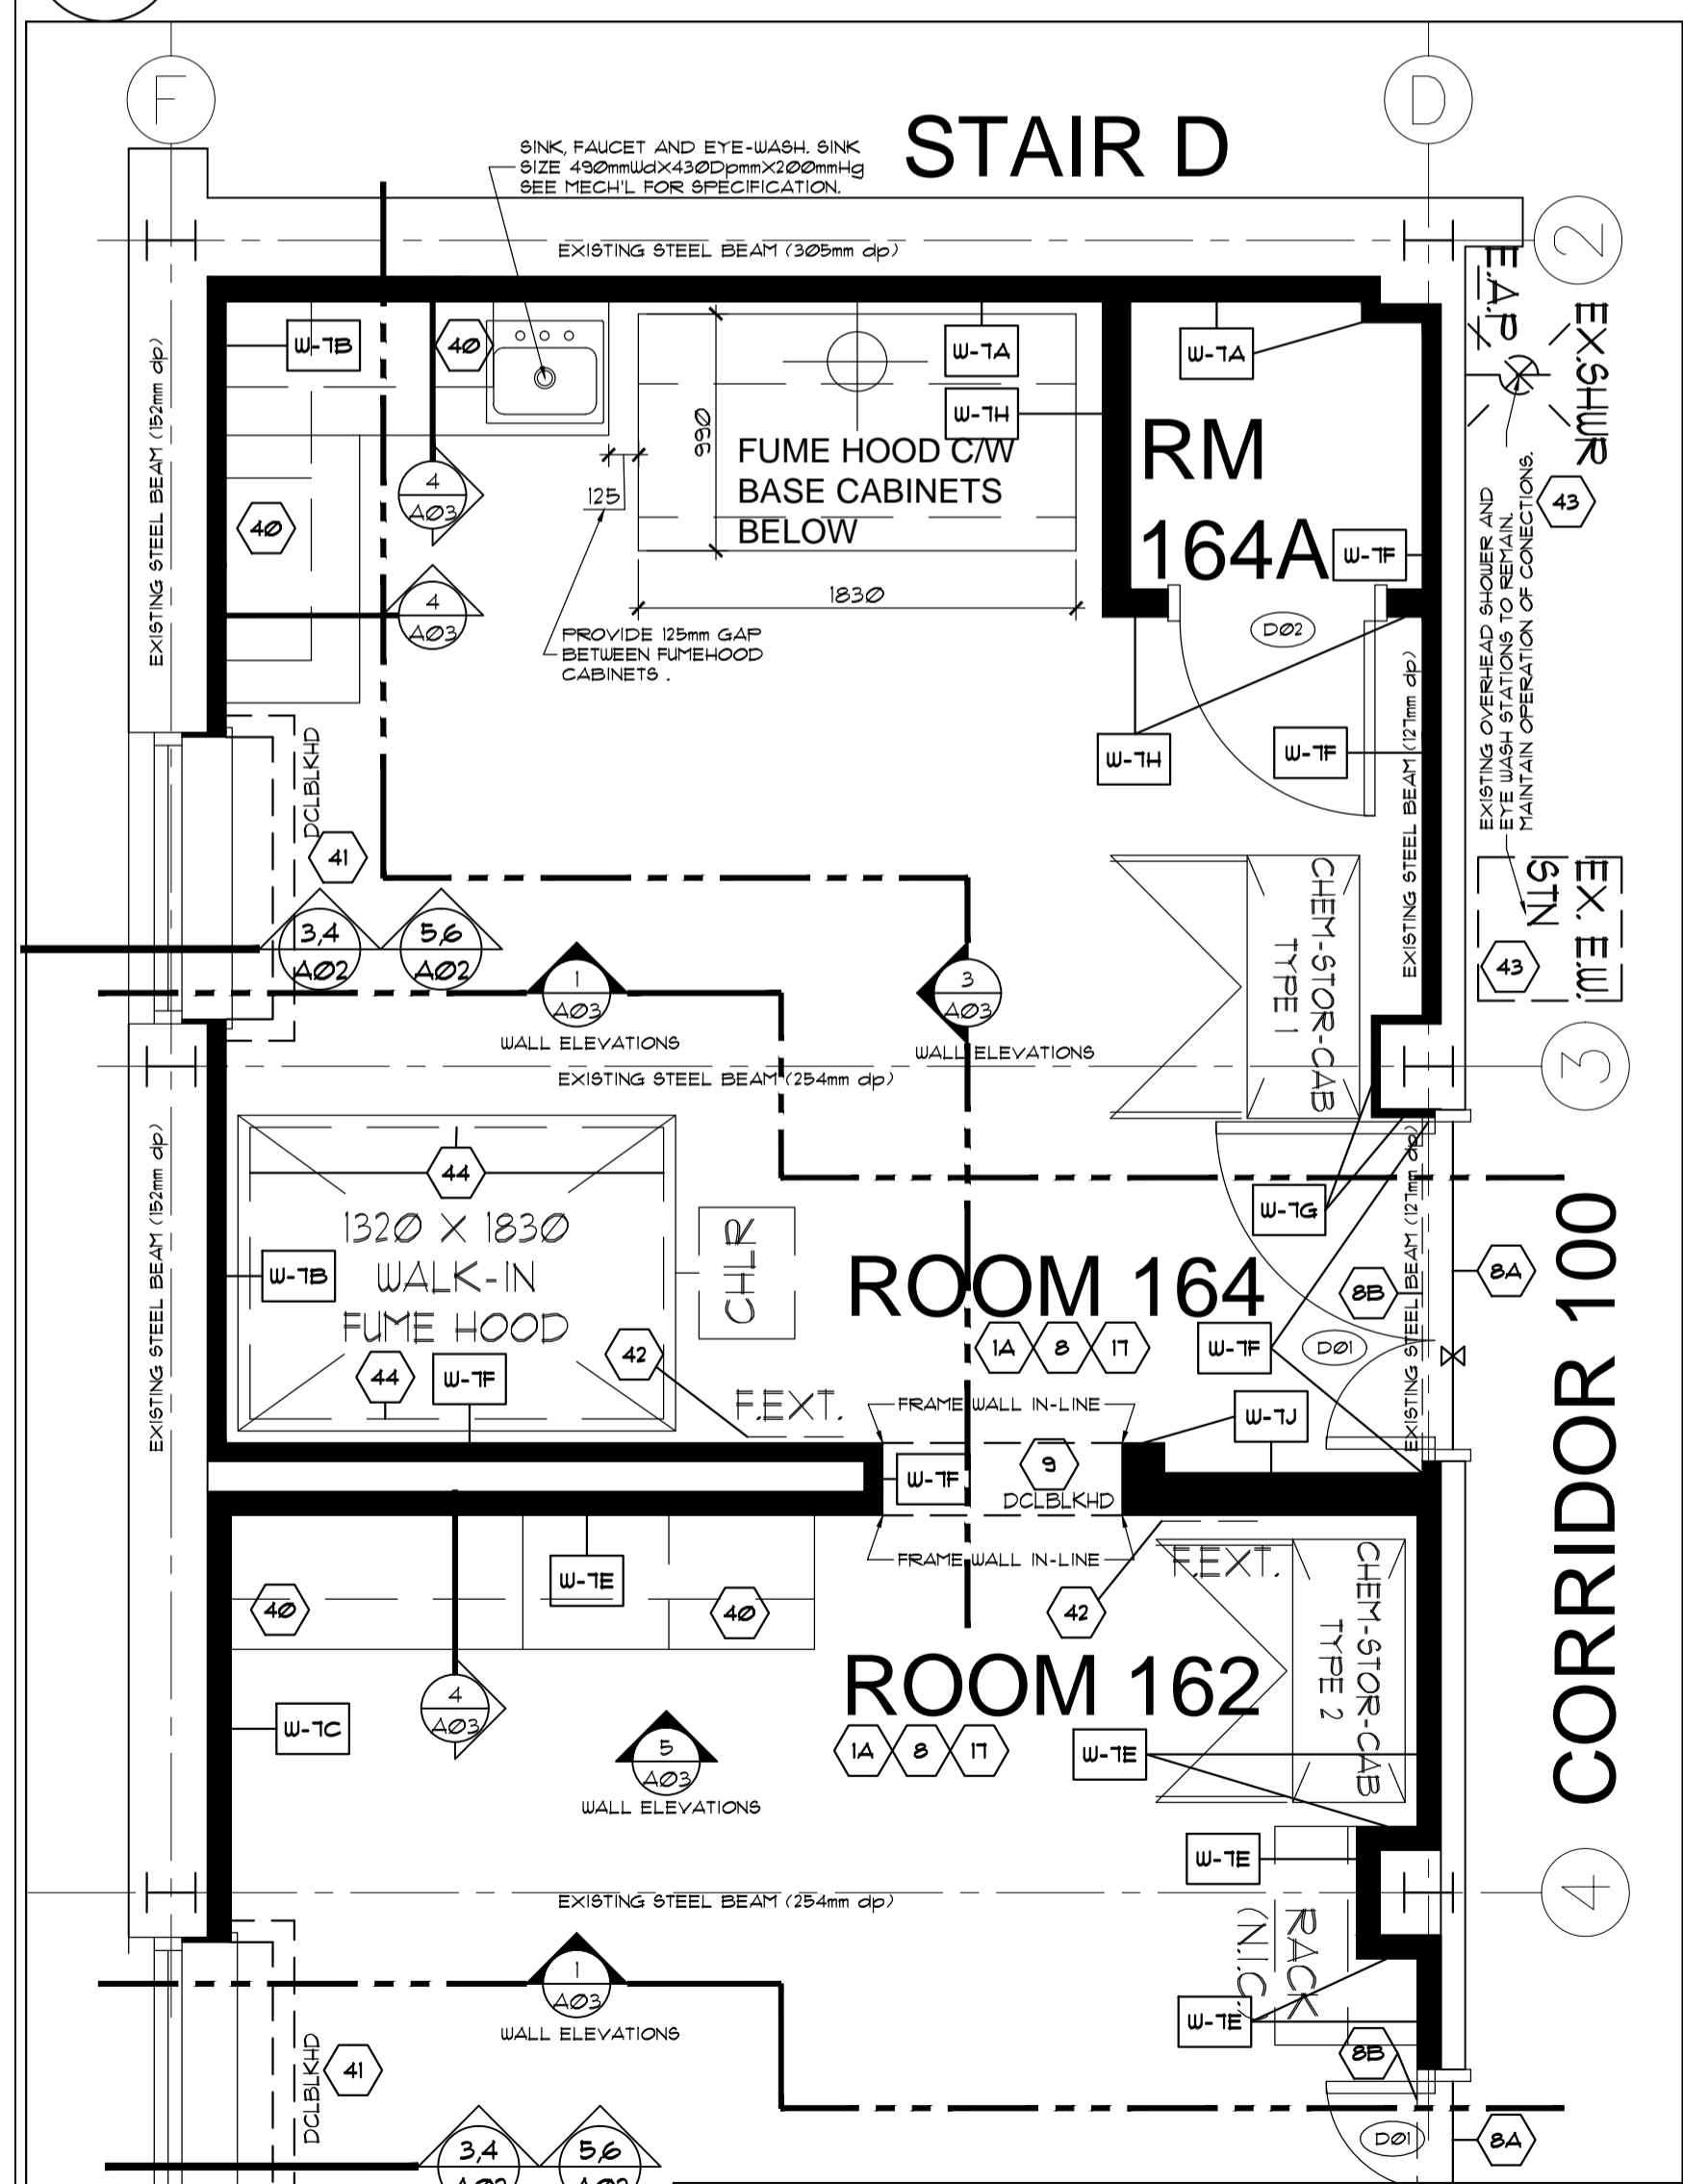 F
D
STAIR D
SINK, FAUCET AND EYE-WASH. SINK
SIZE 490mmWdX430DpmmX200mmHg
SEE MECH'L FOR SPECIFICATION.
2
EXISTING STEEL BEAM (305mm dp)
E.A.P
EX.SHWR
W-7B
40
W-7A
W-7A
W-7H
990
FUME HOOD C/W
BASE CABINETS
BELOW
RM
164A
EXISTING STEEL BEAM (152mm dp)
4
A03
125
40
W-7F
43
EXISTING OVERHEAD SHOWER AND
EYE WASH STATIONS TO REMAIN.
MAINTAIN OPERATION OF CONECTIONS.
4
A03
1830
D02
PROVIDE 125mm GAP
BETWEEN FUMEHOOD
CABINETS .
W-7H
W-7F
EXISTING STEEL BEAM (127mm dp)
DCLBLKHD
41
CHEM-STOR-CAB
TYPE 1
EX. E.W.
STN
43
3,4
A02
5,6
A02
1
A03
WALL ELEVATIONS
3
A03
WALL ELEVATIONS
3
EXISTING STEEL BEAM (254mm dp)
EXISTING STEEL BEAM (152mm dp)
44
1320 X 1830
WALK-IN
FUME HOOD
W-7B
44
W-7F
CHLR
42
F.EXT.
ROOM 164
1A
8
17
W-7G
W-7F
8B
D01
8A
EXISTING STEEL BEAM (127mm dp)
CORRIDOR 100
FRAME WALL IN-LINE
W-7J
W-7F
9
DCLBLKHD
FRAME WALL IN-LINE
F.EXT.
W-7E
40
40
42
CHEM-STOR-CAB
TYPE 2
ROOM 162
1A
8
17
W-7C
4
A03
5
A03
WALL ELEVATIONS
W-7E
W-7E
4
EXISTING STEEL BEAM (254mm dp)
RACK
(N.I.C.
1
A03
WALL ELEVATIONS
W-7E
8B
DCLBLKHD
41
D01
8A
3,4
A02
5,6
A02